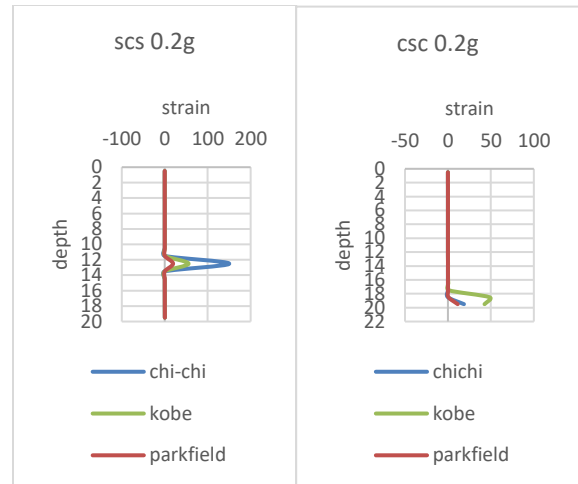 scs 0.2g
strain
-100 0 100 200
0
2
4
6
8
10
12
14
16
18
20
depth
chi-chi
kobe
parkfield
csc 0.2g
strain
-50 0 50 100
0
2
4
6
8
10
12
14
16
18
20
22
depth
chichi
kobe
parkfield